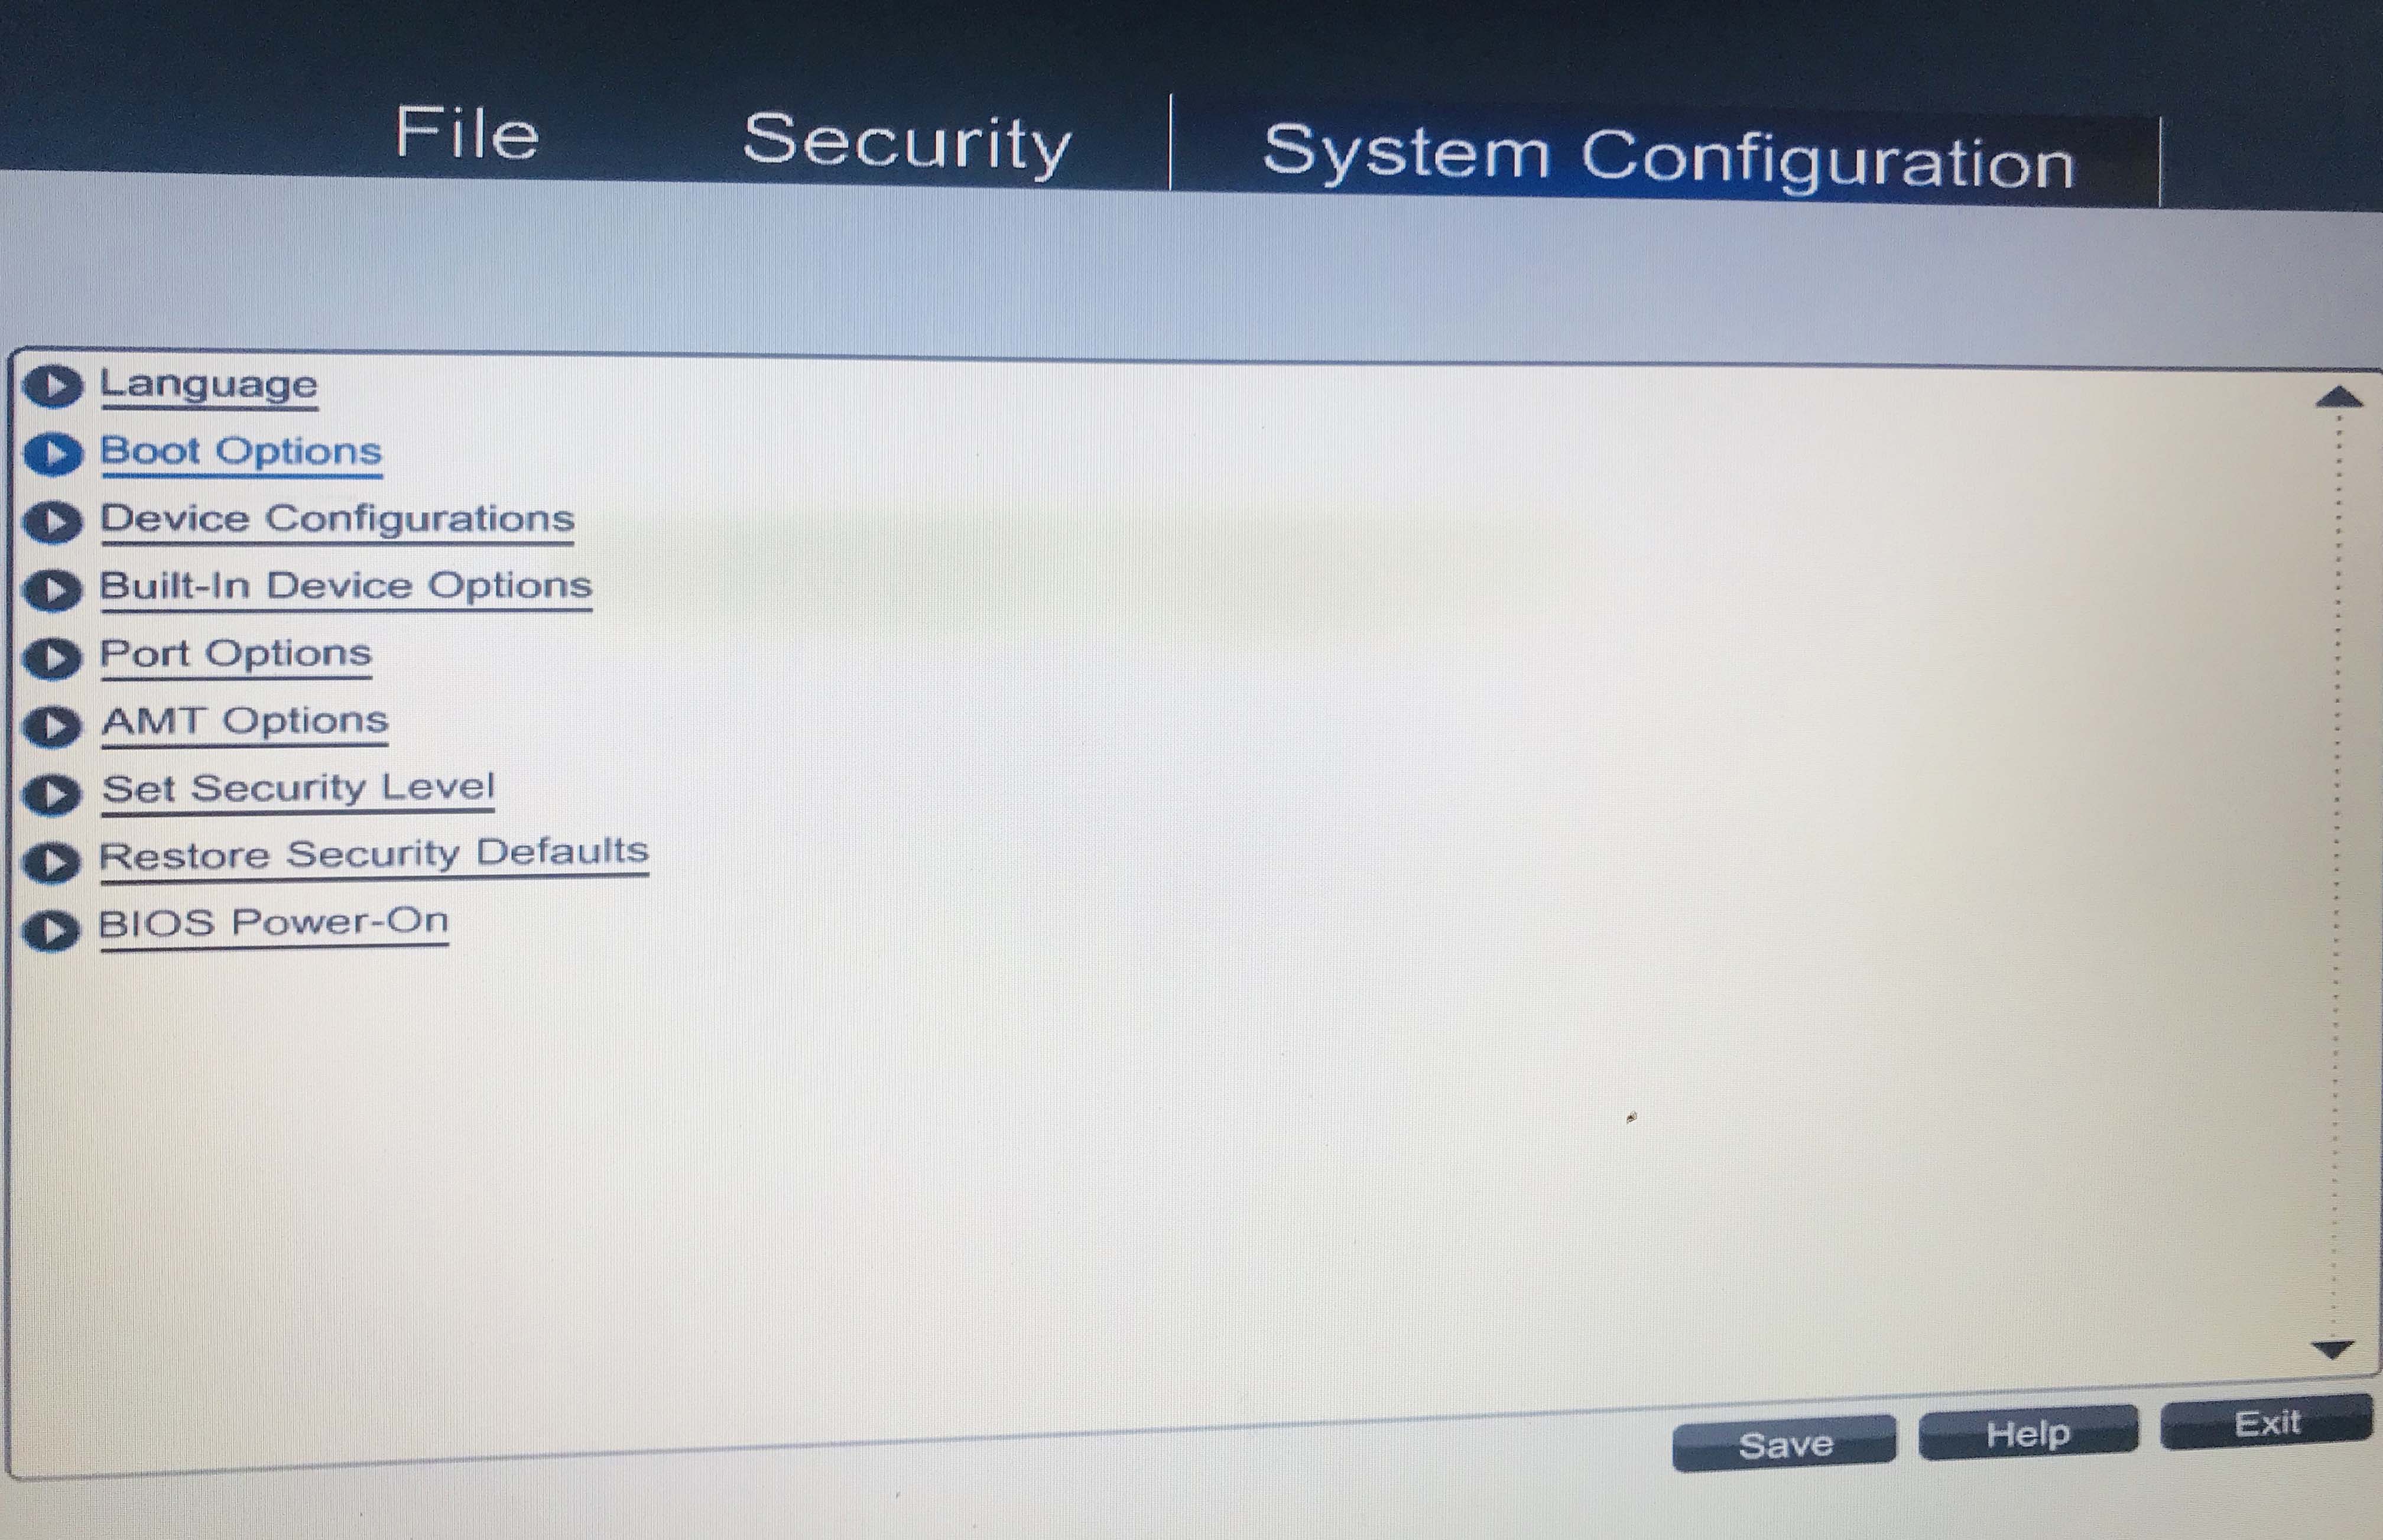 File Security System Configuration
Language
Boot Options
Device Configurations
Built-In Device Options
Port Options
AMT Options
Set Security Level
Restore Security Defaults
BIOS Power-On
Save Help Exit